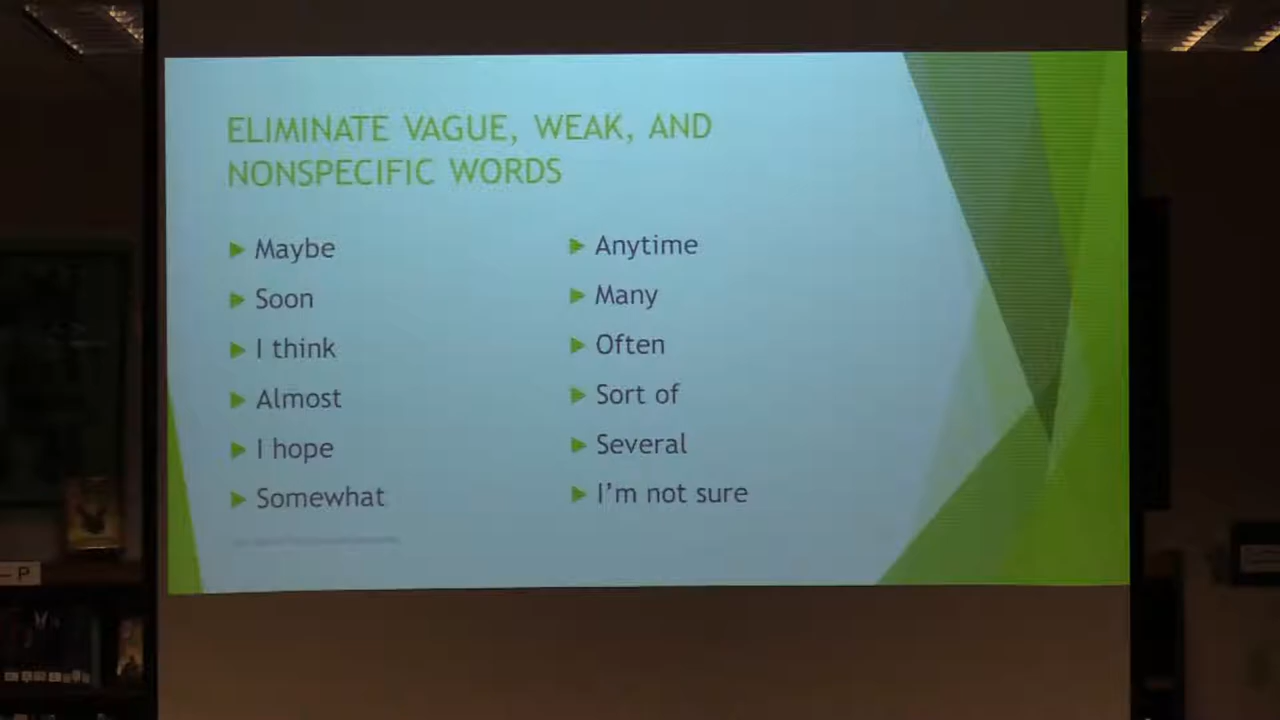 ELIMINATE VAGUE, WEAK, AND
NONSPECIFIC WORDS
Maybe
Soon
I think
Almost
I hope
Somewhat
Anytime
Many
Often
Sort of
Several
I'm not sure
– P